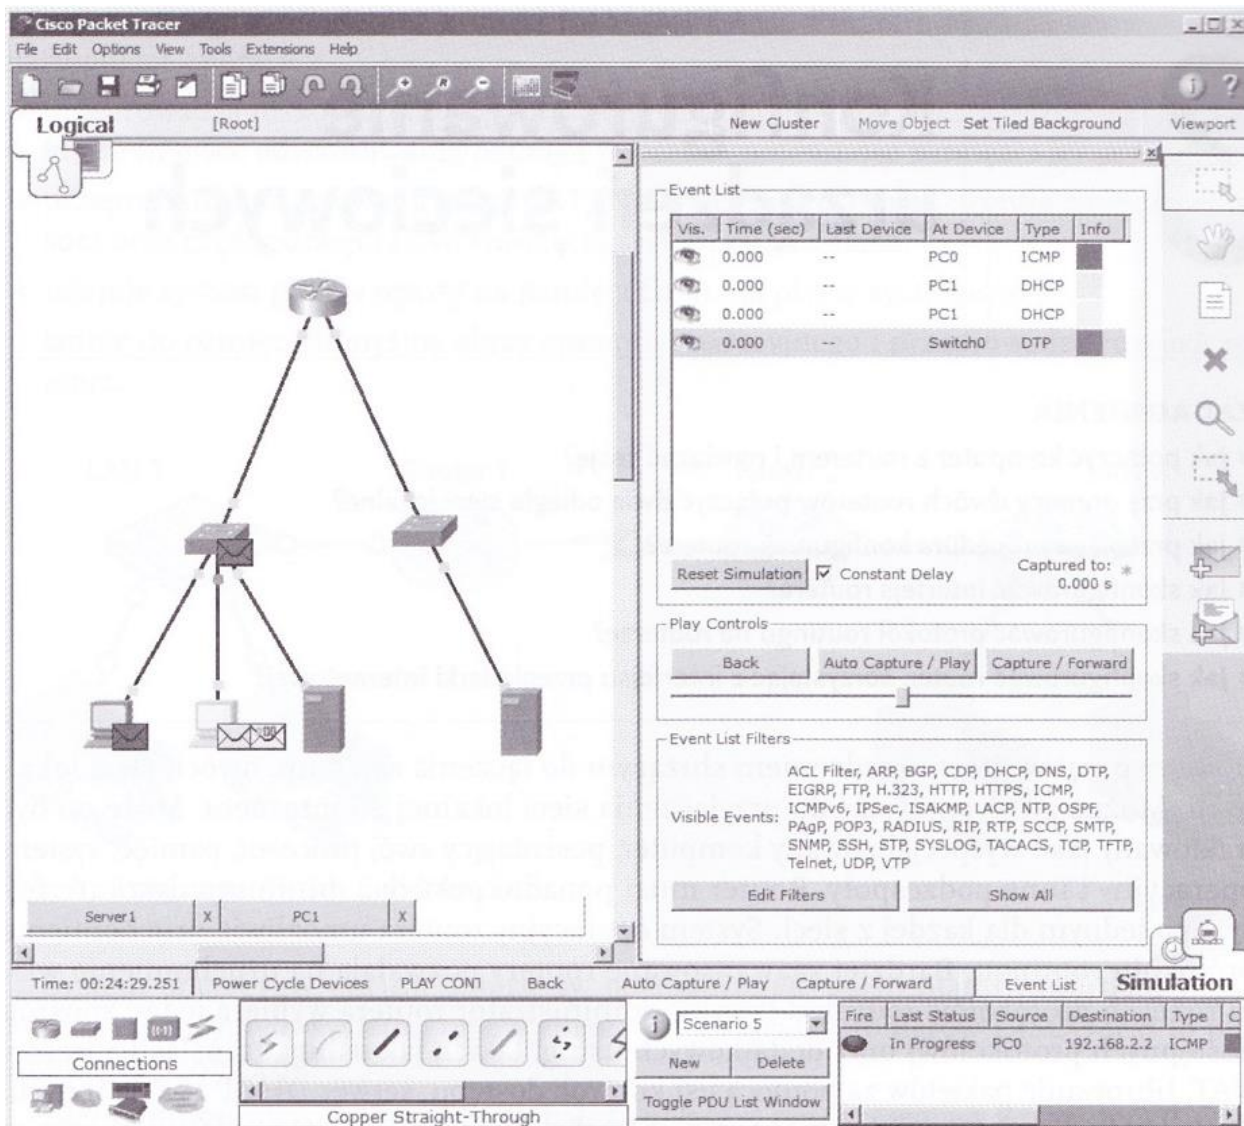 Cisco Packet Tracer
File Edit Options View Tools Extensions Help
Logical [Root] New Cluster Move Object Set Tiled Background Viewport
Event List
Vis. Time (sec) Last Device At Device Type Info
0.000 -- PC0 ICMP
0.000 -- PC1 DHCP
0.000 -- PC1 DHCP
0.000 -- Switch0 DTP
Reset Simulation Constant Delay Captured to: *
0.000 s
Play Controls
Back Auto Capture / Play Capture / Forward
Event List Filters
Visible Events:
ACL Filter, ARP, BGP, CDP, DHCP, DNS, DTP,
EIGRP, FTP, H.323, HTTP, HTTPS, ICMP,
ICMPv6, IPSec, ISAKMP, LACP, NTP, OSPF,
PAgP, POP3, RADIUS, RIP, RTP, SCCP, SMTP,
SNMP, SSH, STP, SYSLOG, TACACS, TCP, TFTP,
Telnet, UDP, VTP
Edit Filters Show All
Server1 X PC1 X
Time: 00:24:29.251 Power Cycle Devices PLAY CONT Back Auto Capture / Play Capture / Forward Event List Simulation
Connections
Copper Straight-Through
Scenario 5
New Delete
Toggle PDU List Window
Fire Last Status Source Destination Type C
In Progress PC0 192.168.2.2 ICMP